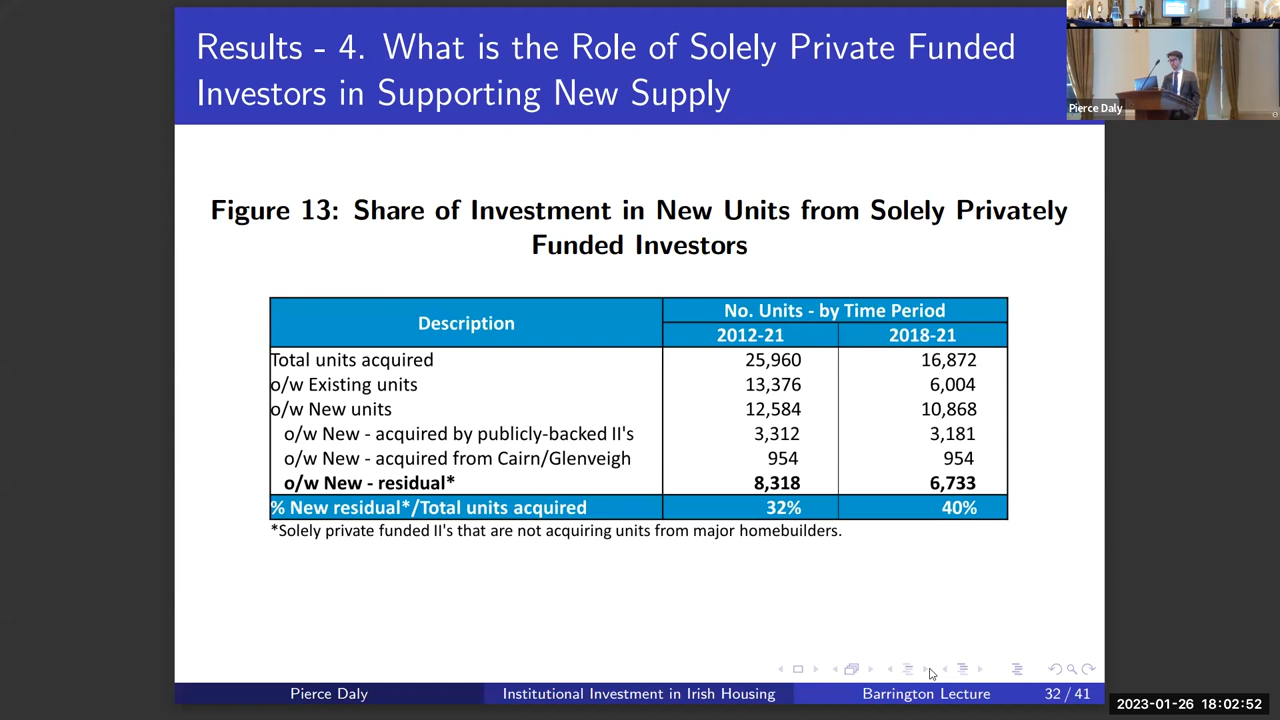 Results - 4. What is the Role of Solely Private Funded
Investors in Supporting New Supply
Pierce Daly
Figure 13: Share of Investment in New Units from Solely Privately
Funded Investors
Description
No. Units - by Time Period
2012-21 2018-21
Total units acquired 25,960 16,872
o/w Existing units 13,376 6,004
o/w New units 12,584 10,868
o/w New - acquired by publicly-backed II's 3,312 3,181
o/w New - acquired from Cairn/Glenveigh 954 954
o/w New - residual* 8,318 6,733
% New residual*/Total units acquired 32% 40%
*Solely private funded II's that are not acquiring units from major homebuilders.
Pierce Daly Institutional Investment in Irish Housing Barrington Lecture 32 / 41
2023-01-26 18:02:52